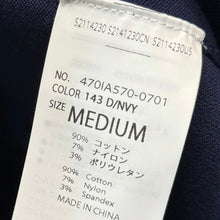 S2114230 S2141230CN S2114230US
NO. 470IA570-0701
COLOR 143 D/NVY
SIZE MEDIUM
90% コットン
7% ナイロン
3% ポリウレタン
90% Cotton
7% Nylon
3% Spandex
MADE IN CHINA